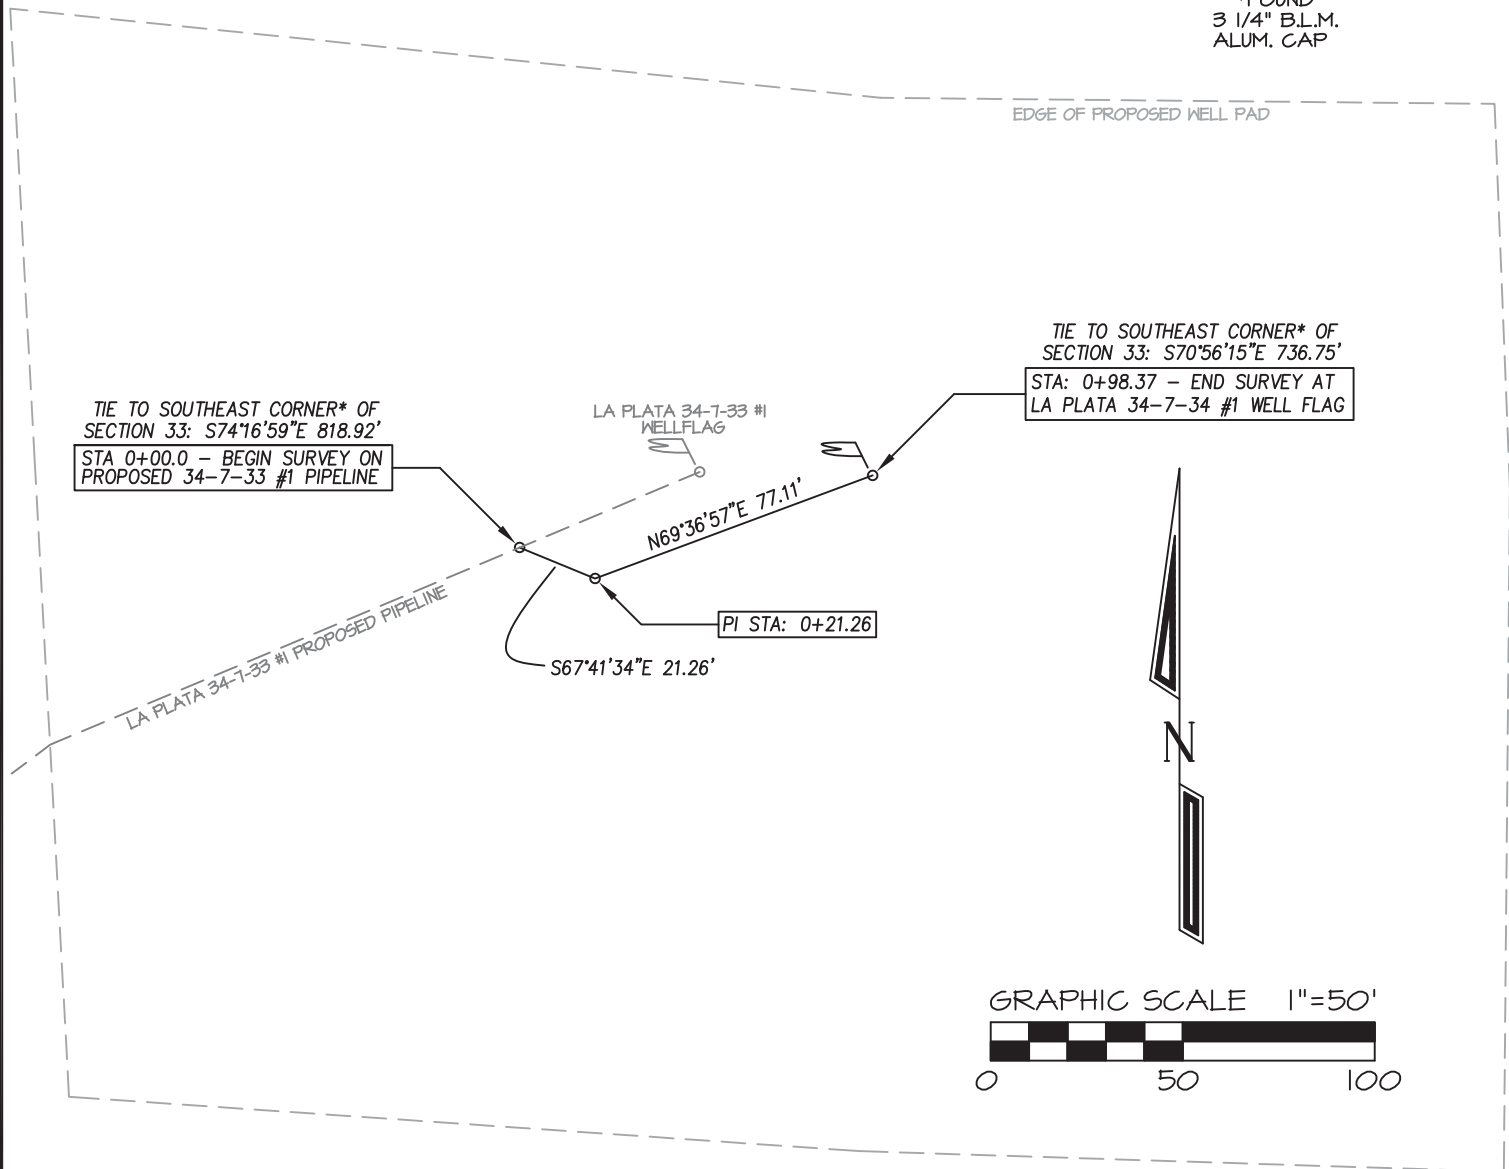 FOUND
3 1/4" B.L.M.
ALUM. CAP
EDGE OF PROPOSED WELL PAD
TIE TO SOUTHEAST CORNER* OF
SECTION 33: S70°56'15"E 736.75'
STA: 0+98.37 - END SURVEY AT
LA PLATA 34-7-34 #1 WELL FLAG
TIE TO SOUTHEAST CORNER* OF
SECTION 33: S74°16'59"E 818.92'
STA 0+00.0 - BEGIN SURVEY ON
PROPOSED 34-7-33 #1 PIPELINE
LA PLATA 34-7-33 #1
WELLFLAG
N69°36'57"E 77.11'
LA PLATA 34-7-33 #1 PROPOSED PIPELINE
PI STA: 0+21.26
S67°41'34"E 21.26'
N
GRAPHIC SCALE 1"=50'
0 50 100